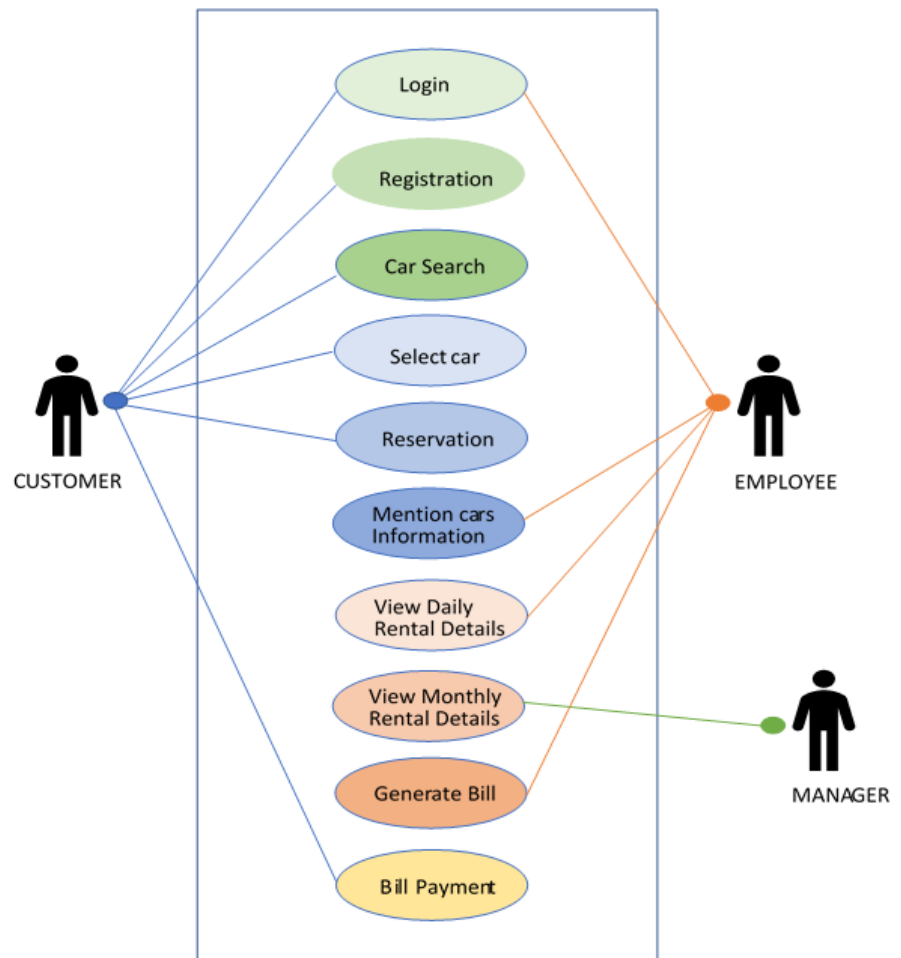 Login
Registration
Car Search
Select car
Reservation
CUSTOMER
EMPLOYEE
Mention cars
Information
View Daily
Rental Details
View Monthly
Rental Details
Generate Bill
MANAGER
Bill Payment